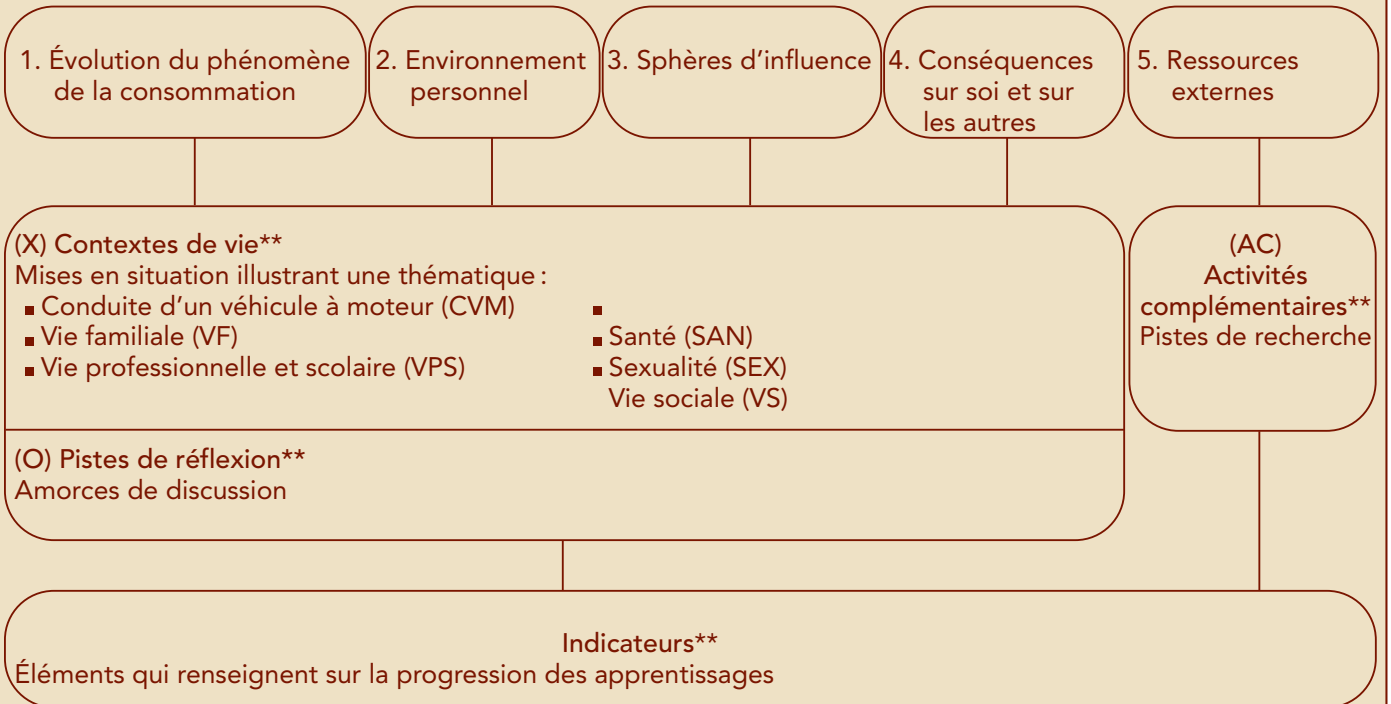 1. Évolution du phénomène
de la consommation
2. Environnement
personnel
3. Sphères d’influence
4. Conséquences
sur soi et sur
les autres
5. Ressources
externes
(X) Contextes de vie**
Mises en situation illustrant une thématique :
▪ Conduite d’un véhicule à moteur (CVM)
▪ Vie familiale (VF)
▪ Vie professionnelle et scolaire (VPS)
▪
▪ Santé (SAN)
▪ Sexualité (SEX)
Vie sociale (VS)
(O) Pistes de réflexion**
Amorces de discussion
(AC)
Activités
complémentaires**
Pistes de recherche
Indicateurs**
Éléments qui renseignent sur la progression des apprentissages